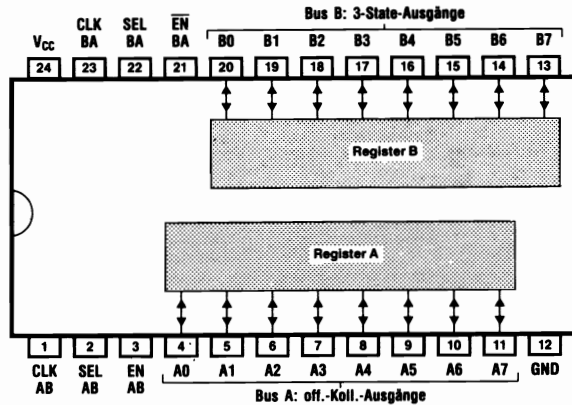 Bus B: 3-State-Ausgänge
CLK SEL EN
VCC BA BA BA B0 B1 B2 B3 B4 B5 B6 B7
24 23 22 21 20 19 18 17 16 15 14 13
Register B
Register A
1 2 3 4 5 6 7 8 9 10 11 12
CLK SEL EN A0 A1 A2 A3 A4 A5 A6 A7 GND
AB AB AB
Bus A: off.-Koll.-Ausgänge